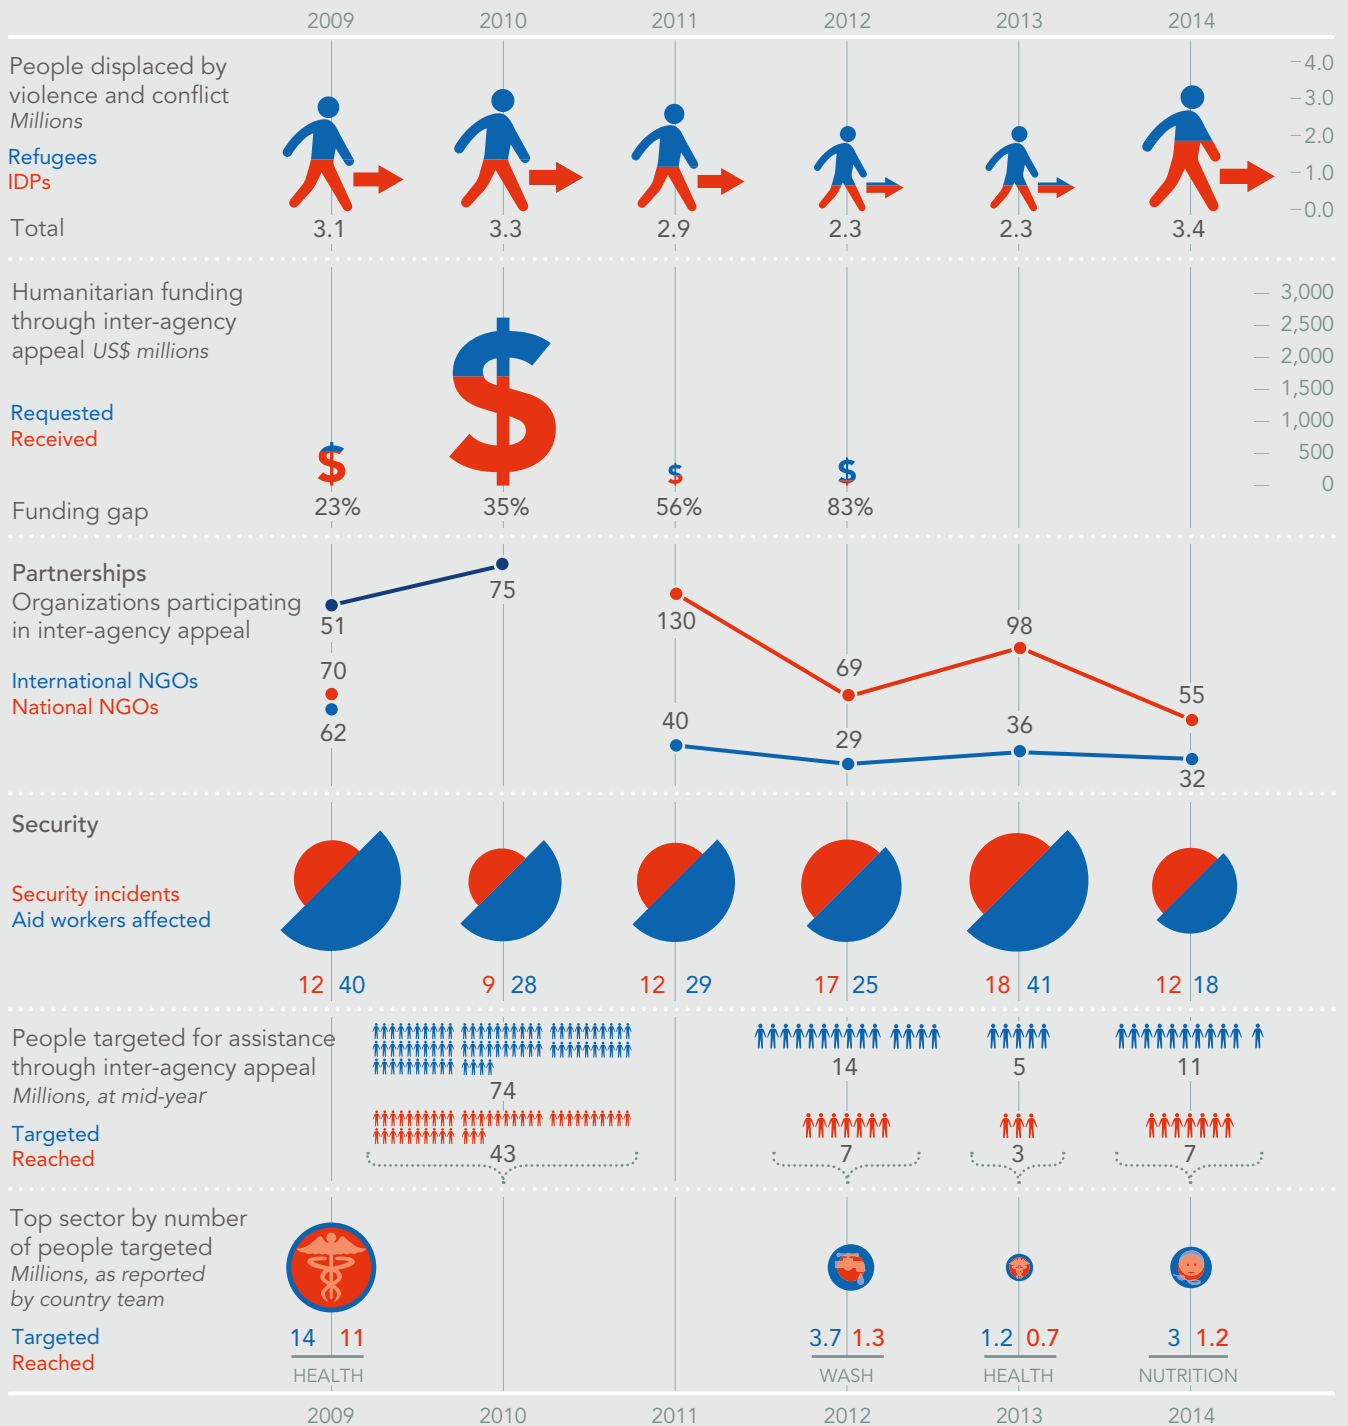 2009 2010 2011 2012 2013 2014
People displaced by
violence and conflict
Millions
Refugees
IDPs
4.0
3.0
2.0
1.0
0.0
Total 3.1 3.3 2.9 2.3 2.3 3.4
Humanitarian funding
through inter-agency
appeal US$ millions
Requested
Received
3,000
2,500
2,000
1,500
1,000
500
0
Funding gap 23% 35% 56% 83%
Partnerships
Organizations participating
in inter-agency appeal
International NGOs
National NGOs
51 75
70
62
130 69 98 55
40 29 36 32
Security
Security incidents
Aid workers affected
12 40 9 28 12 29 17 25 18 41 12 18
People targeted for assistance
through inter-agency appeal
Millions, at mid-year
Targeted
Reached
74 14 5 11
43 7 3 7
Top sector by number
of people targeted
Millions, as reported
by country team
Targeted
Reached
14 11 3.7 1.3 1.2 0.7 3 1.2
HEALTH WASH HEALTH NUTRITION
2009 2010 2011 2012 2013 2014